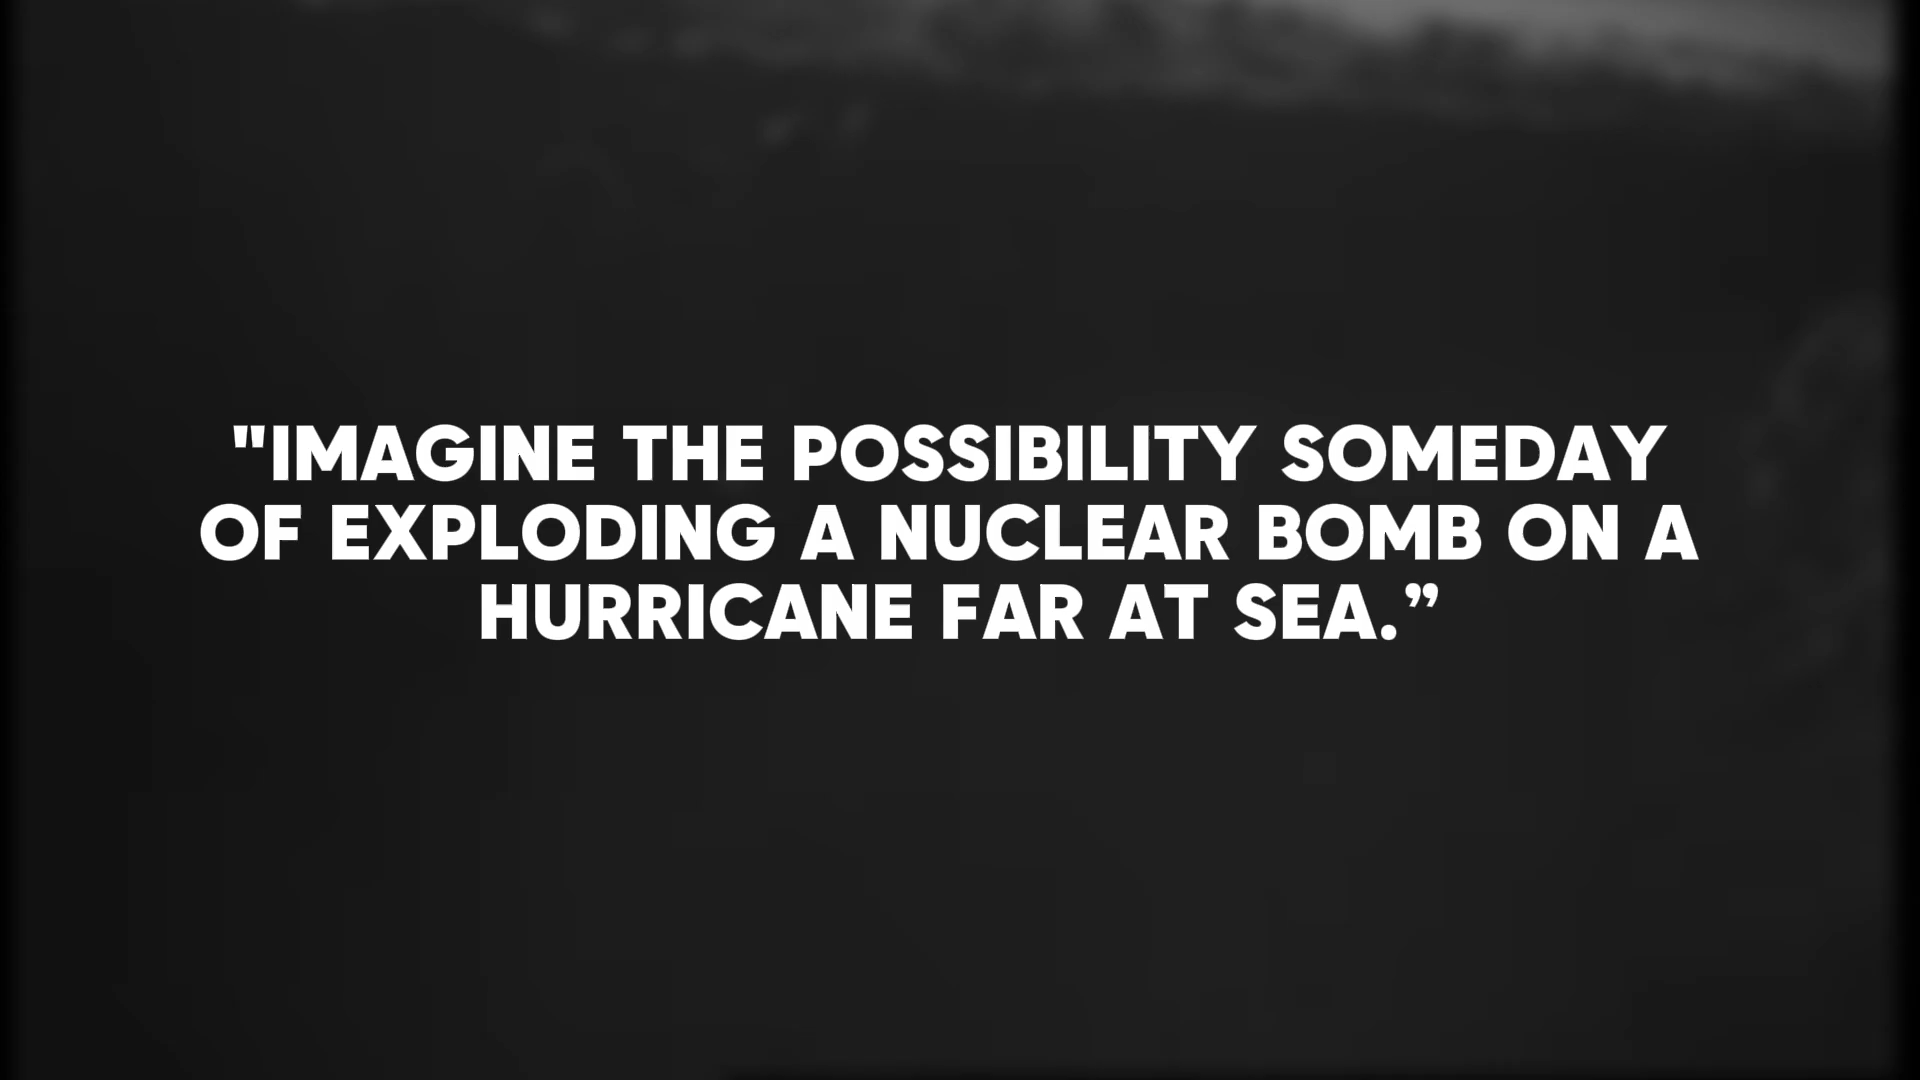 "IMAGINE THE POSSIBILITY SOMEDAY
OF EXPLODING A NUCLEAR BOMB ON A
HURRICANE FAR AT SEA.”